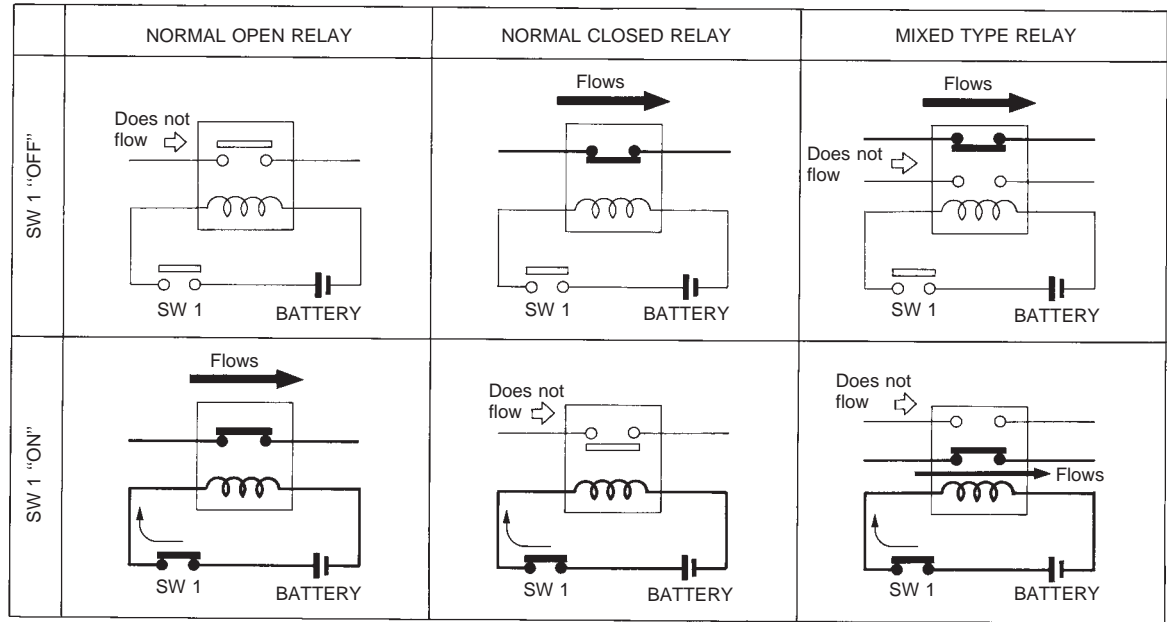 NORMAL OPEN RELAY
NORMAL CLOSED RELAY
MIXED TYPE RELAY
SW 1 “OFF”
Does not
flow
SW 1
BATTERY
Flows
SW 1
BATTERY
Flows
Does not
flow
SW 1
BATTERY
SW 1 “ON”
Flows
SW 1
BATTERY
Does not
flow
SW 1
BATTERY
Does not
flow
Flows
SW 1
BATTERY